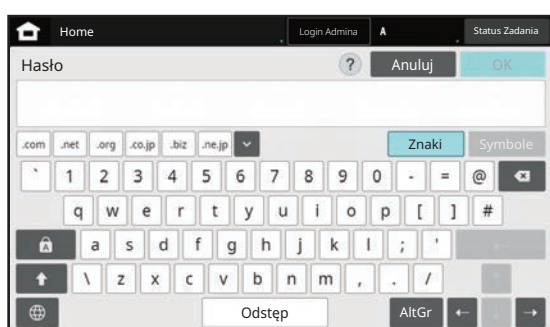 Home Login Admina A Status Zadania
Hasło ? Anuluj OK
.com .net .org .co.jp .biz .ne.jp Znaki Symbole
` 1 2 3 4 5 6 7 8 9 0 - = @
q w e r t y u i o p [ ] #
A a s d f g h j k l ; '
\ z x c v b n m , . /
Odstęp AltGr